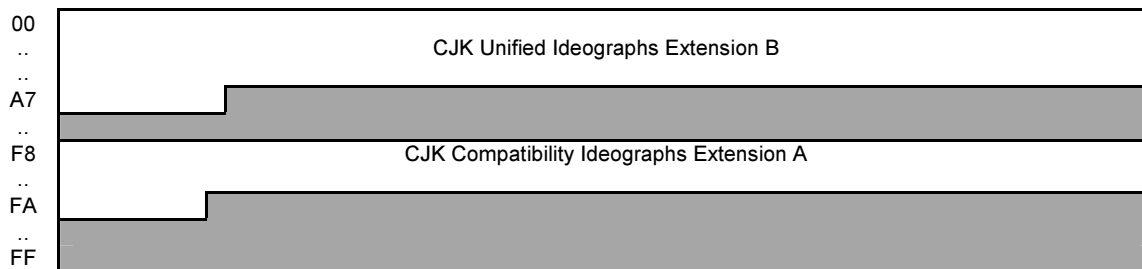 00
..
CJK Unified Ideographs Extension B
..
A7
..
F8
CJK Compatibility Ideographs Extension A
..
FA
..
FF